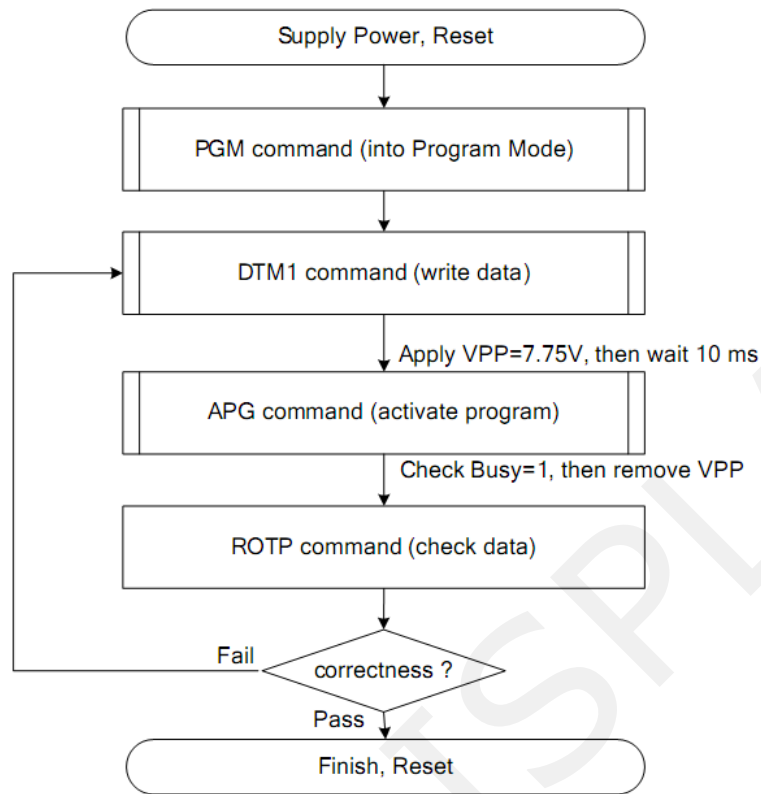 Supply Power, Reset
PGM command (into Program Mode)
DTM1 command (write data)
Apply VPP=7.75V, then wait 10 ms
APG command (activate program)
Check Busy=1, then remove VPP
ROTP command (check data)
Fail
correctness ?
Pass
Finish, Reset
ISPL